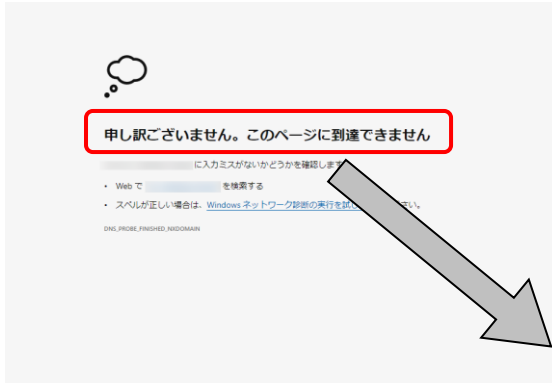 申し訳ございません。このページに到達できません
に入力ミスがないかどうかを確認します
• Web で を検索する
• スペルが正しい場合は、Windows ネットワーク診断の実行を試し さい。
DNS_PROBE_FINISHED_NXDOMAIN